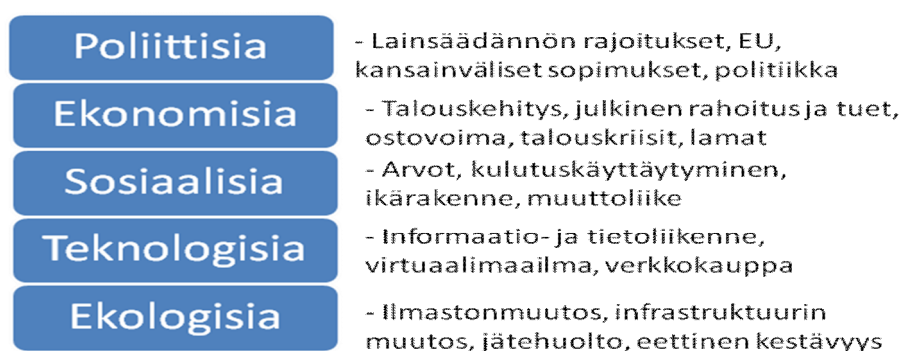 Poliittisia
- Lainsäädännön rajoitukset, EU,
kansainväliset sopimukset, politiikka
Ekonomisia
- Talouskehitys, julkinen rahoitus ja tuet,
ostovoima, talouskriisit, lamat
Sosiaalisia
- Arvot, kulutuskäyttäytyminen,
ikärakenne, muuttoliike
Teknologisia
- Informaatio- ja tietoliikenne,
virtuaalimaailma, verkkokauppa
Ekologisia
- Ilmastonmuutos, infrastruktuurin
muutos, jätehuolto, eettinen kestävyys